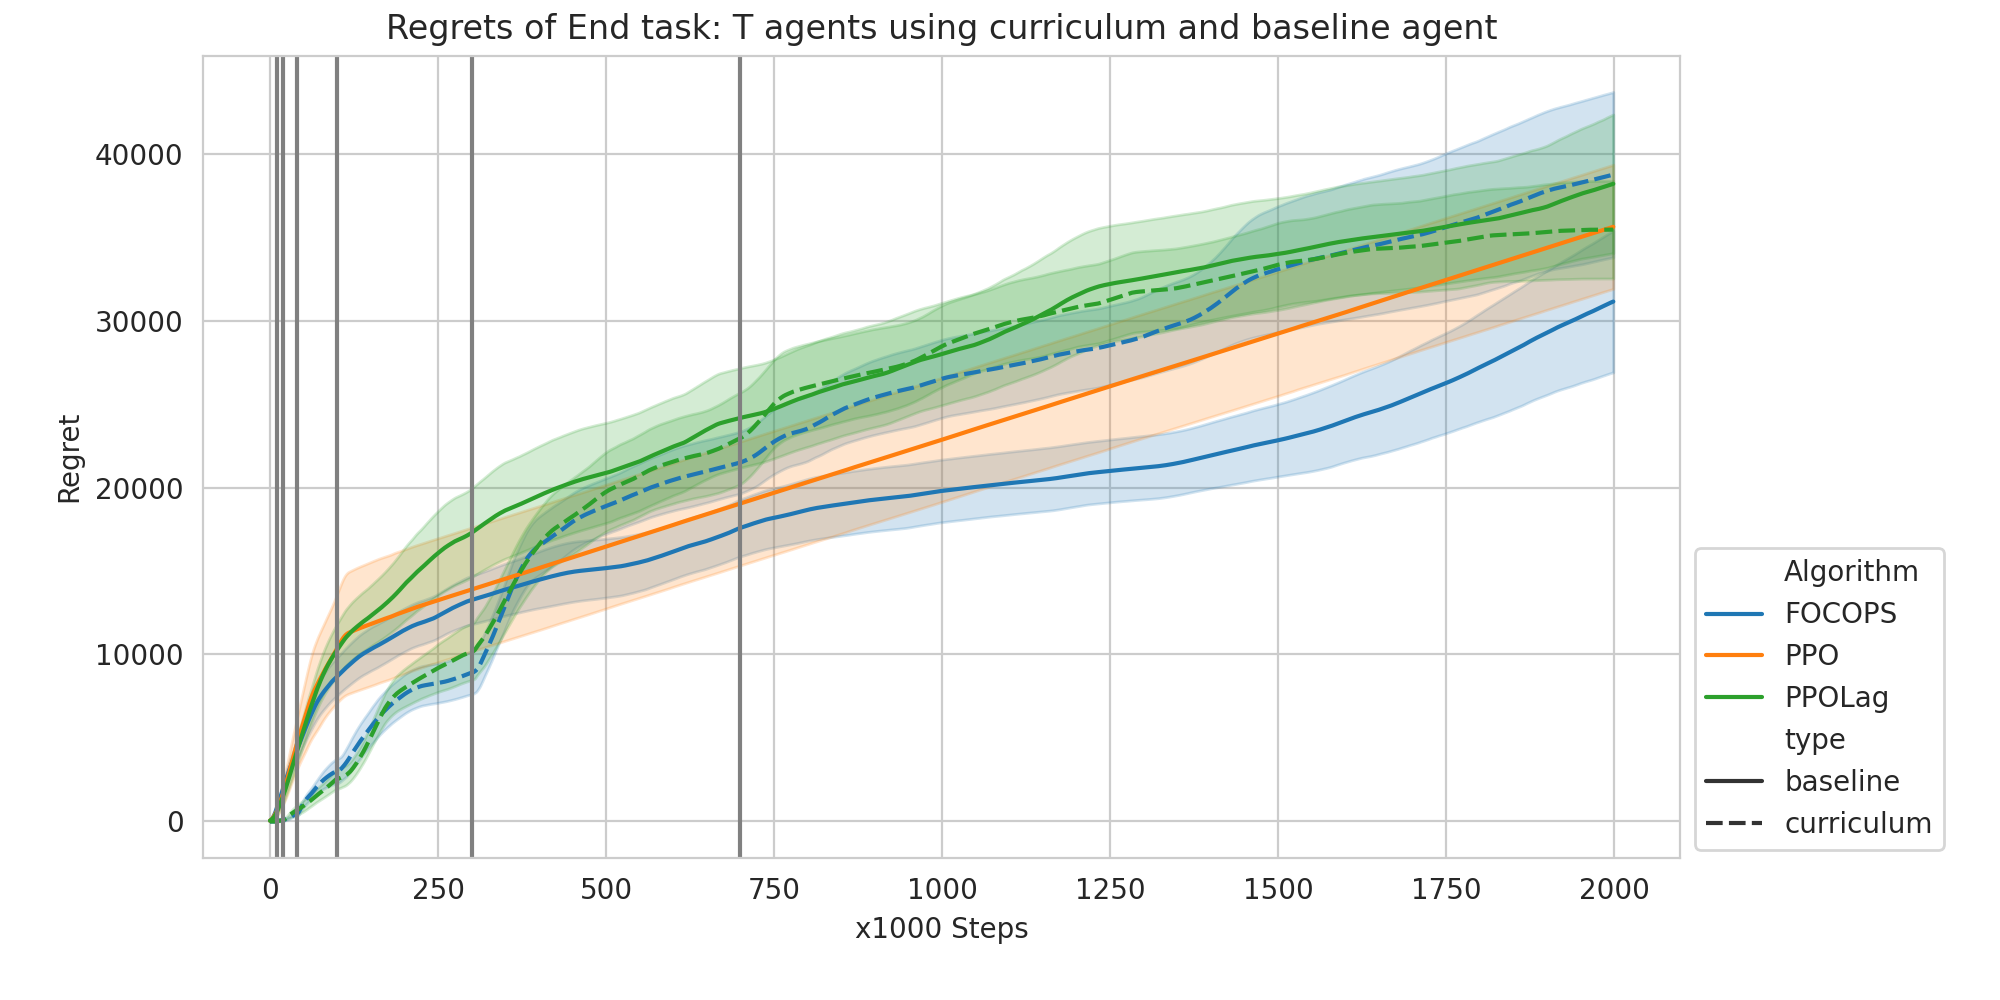 Regrets of End task: T agents using curriculum and baseline agent
Regret
40000
30000
20000
10000
0
0 250 500 750 1000 1250 1500 1750 2000
x1000 Steps
Algorithm
FOCOPS
PPO
PPOLag
type
baseline
curriculum